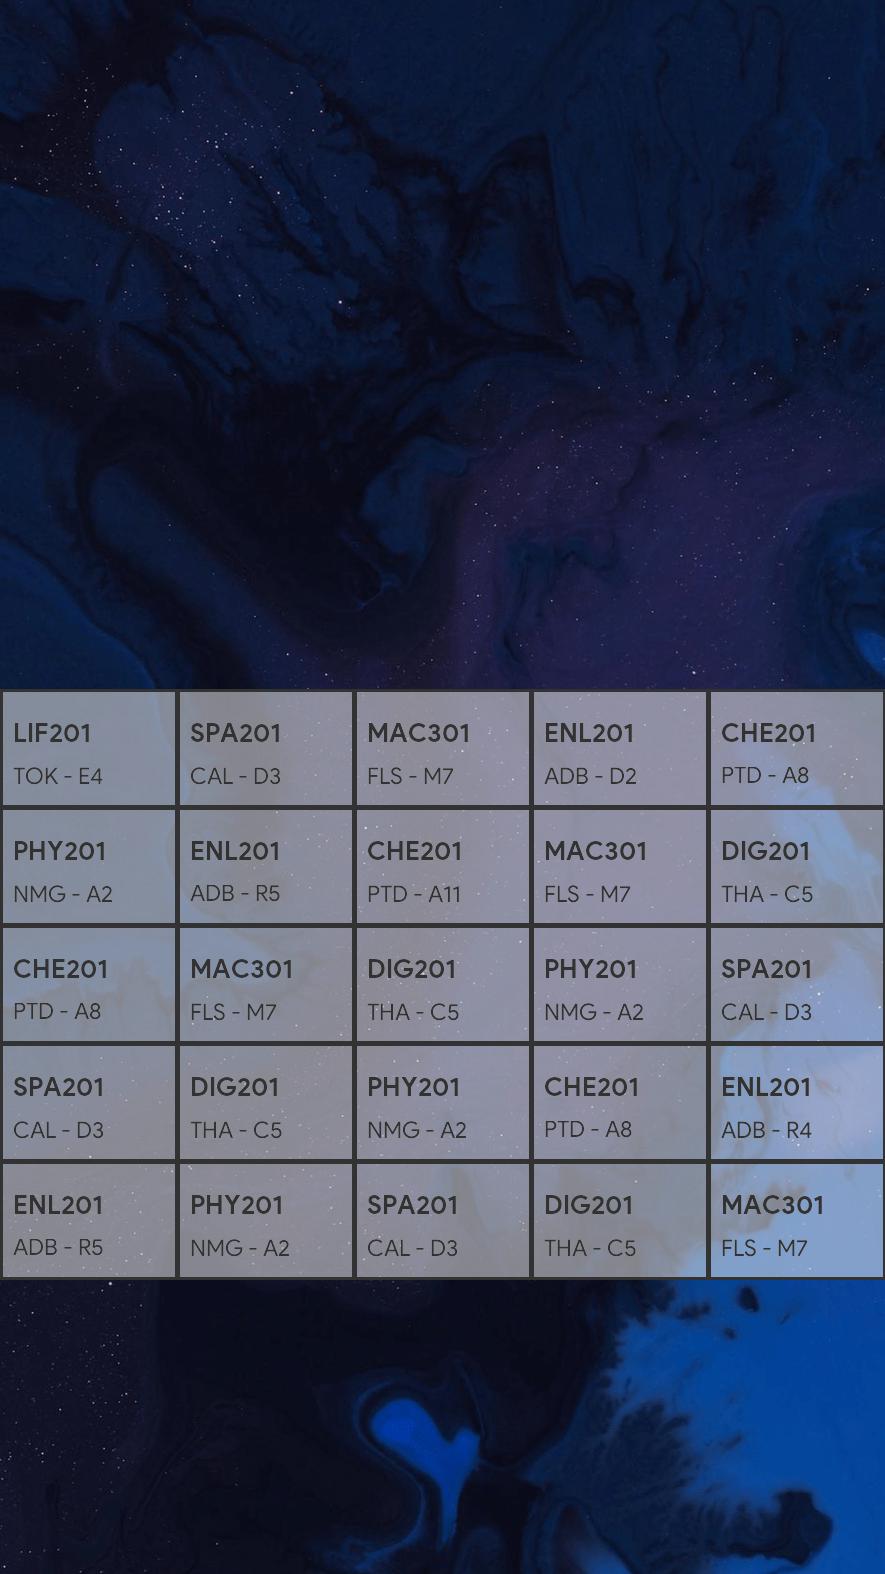 LIF201
TOK - E4
SPA201
CAL - D3
MAC301
FLS - M7
ENL201
ADB - D2
CHE201
PTD - A8
PHY201
NMG - A2
ENL201
ADB - R5
CHE201
PTD - A11
MAC301
FLS - M7
DIG201
THA - C5
CHE201
PTD - A8
MAC301
FLS - M7
DIG201
THA - C5
PHY201
NMG - A2
SPA201
CAL - D3
SPA201
CAL - D3
DIG201
THA - C5
PHY201
NMG - A2
CHE201
PTD - A8
ENL201
ADB - R4
ENL201
ADB - R5
PHY201
NMG - A2
SPA201
CAL - D3
DIG201
THA - C5
MAC301
FLS - M7